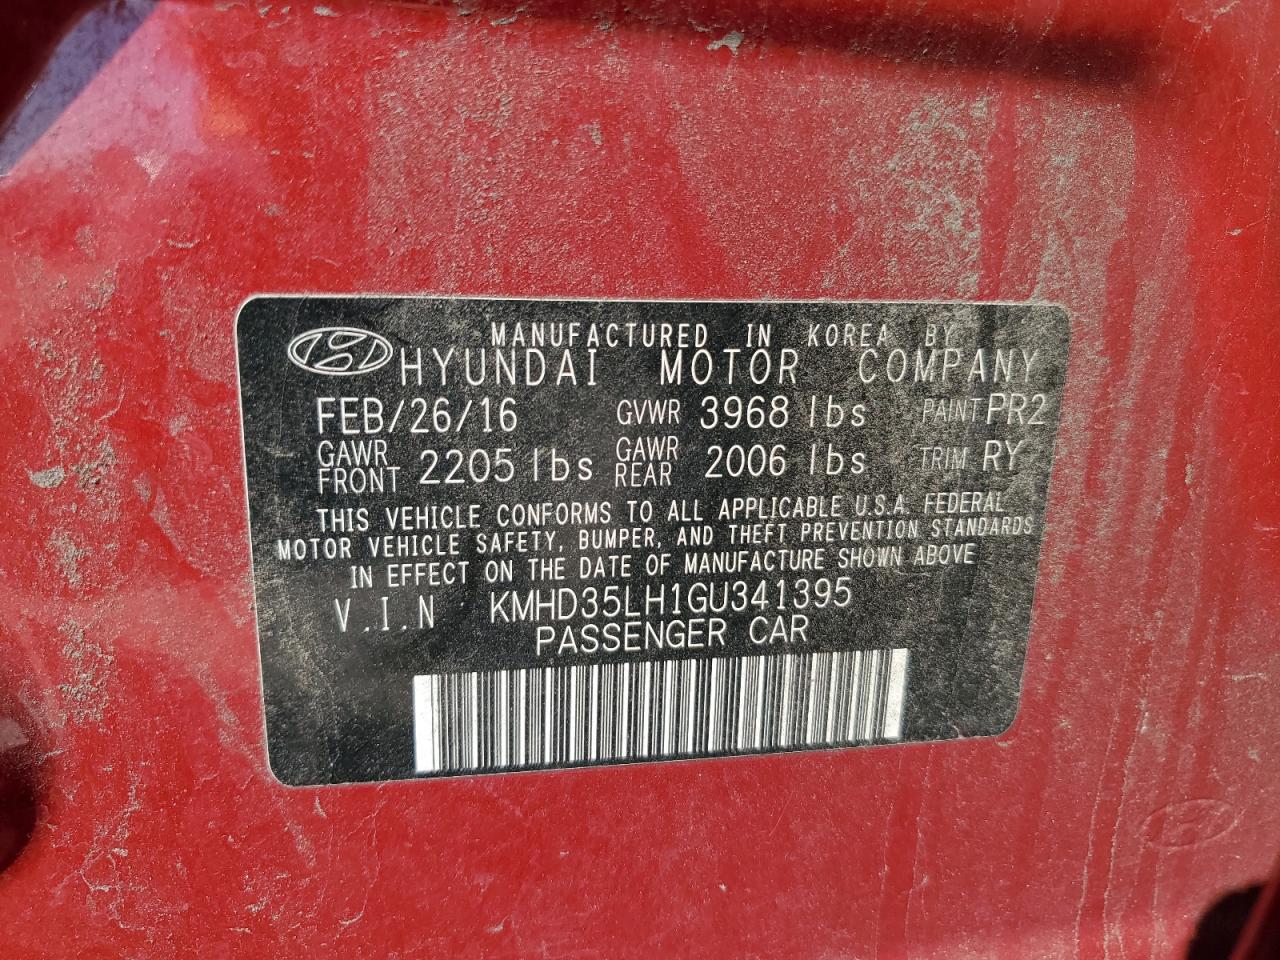 MANUFACTURED IN KOREA BY
HYUNDAI MOTOR COMPANY
FEB/26/16 GVWR 3968 lbs PAINT PR2
GAWR FRONT 2205 lbs GAWR REAR 2006 lbs TRIM RY
THIS VEHICLE CONFORMS TO ALL APPLICABLE U.S.A. FEDERAL
MOTOR VEHICLE SAFETY, BUMPER, AND THEFT PREVENTION STANDARDS
IN EFFECT ON THE DATE OF MANUFACTURE SHOWN ABOVE
V.I.N KMHD35LH1GU341395
PASSENGER CAR